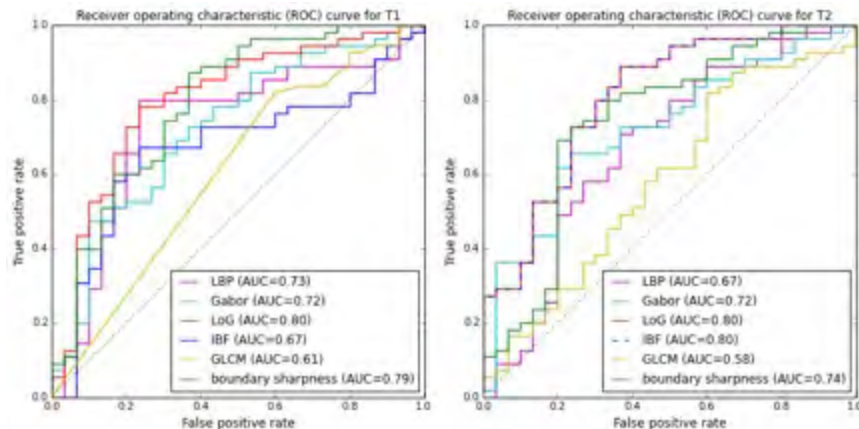 Receiver operating characteristic (ROC) curve for T1
1.0
0.8
0.6
0.4
0.2
0.0
True positive rate
LBP (AUC=0.73)
Gabor (AUC=0.72)
LoG (AUC=0.80)
IBF (AUC=0.67)
GLCM (AUC=0.61)
boundary sharpness (AUC=0.79)
0.0 0.2 0.4 0.6 0.8 1.0
False positive rate
Receiver operating characteristic (ROC) curve for T2
1.0
0.8
0.6
0.4
0.2
0.0
True positive rate
LBP (AUC=0.67)
Gabor (AUC=0.72)
LoG (AUC=0.80)
IBF (AUC=0.80)
GLCM (AUC=0.58)
boundary sharpness (AUC=0.74)
0.0 0.2 0.4 0.6 0.8 1.0
False positive rate